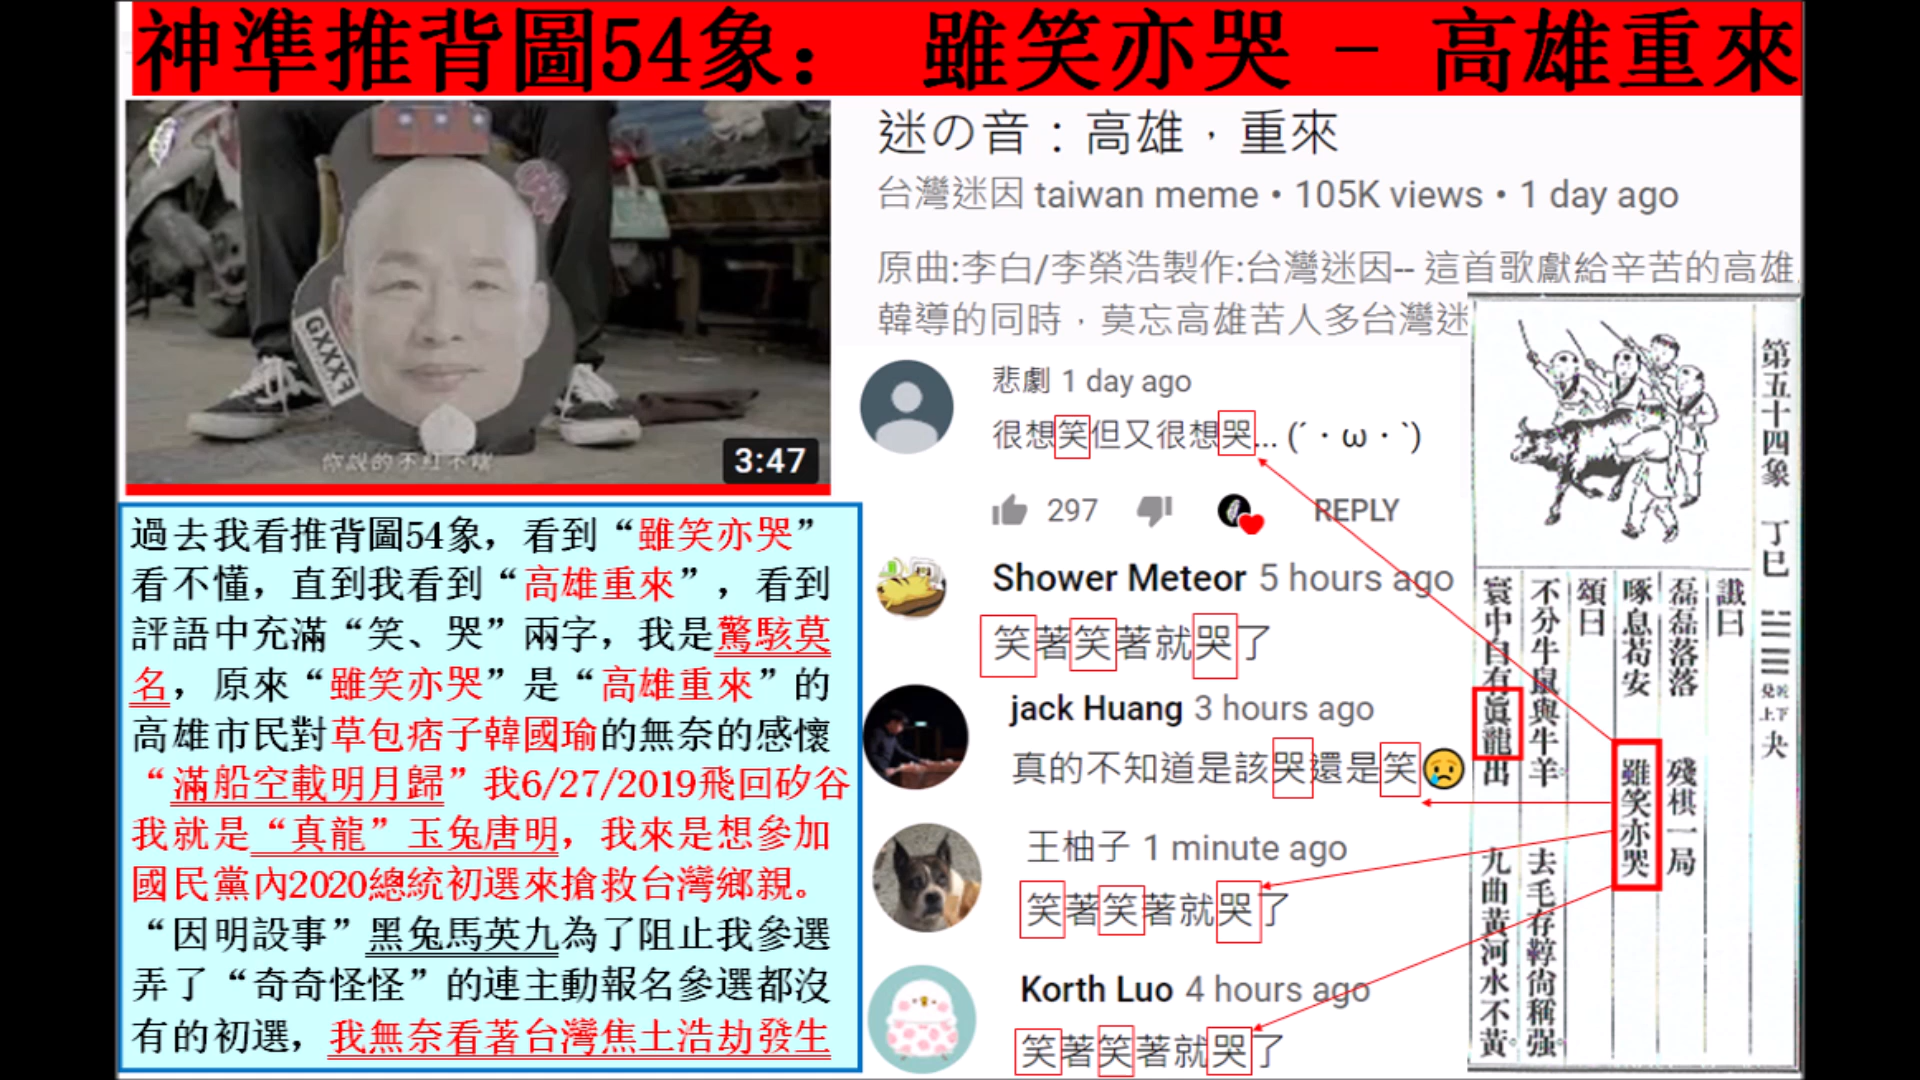 神準推背圖54象： 雖笑亦哭 － 高雄重來
GXXX3
你說的不紅不嗨
3:47
迷の音：高雄，重來
台灣迷因 taiwan meme • 105K views • 1 day ago
原曲:李白/李榮浩製作:台灣迷因-- 這首歌獻給辛苦的高雄
韓導的同時，莫忘高雄苦人多台灣迷
悲劇 1 day ago
很想笑但又很想哭... (´・ω・`)
297 REPLY
Shower Meteor 5 hours ago
笑著笑著就哭了
jack Huang 3 hours ago
真的不知道是該哭還是笑😢
王柚子 1 minute ago
笑著笑著就哭了
Korth Luo 4 hours ago
笑著笑著就哭了
過去我看推背圖54象，看到“雖笑亦哭”
看不懂，直到我看到“高雄重來”，看到
評語中充滿“笑、哭”兩字，我是驚駭莫
名，原來“雖笑亦哭”是“高雄重來”的
高雄市民對草包痞子韓國瑜的無奈的感懷
“滿船空載明月歸”我6/27/2019飛回矽谷
我就是“真龍”玉兔唐明，我來是想參加
國民黨內2020總統初選來搶救台灣鄉親。
“因明設事”黑兔馬英九為了阻止我參選
弄了“奇奇怪怪”的連主動報名參選都沒
有的初選，我無奈看著台灣焦土浩劫發生
第五十四象 丁巳 ䷪ 兌上乾下 夬
讖曰
磊磊落落 殘棋一局
啄息苟安 雖笑亦哭
頌曰
不分牛鼠與牛羊 去毛存鞟尚稱强
寰中自有眞龍出 九曲黃河水不黃